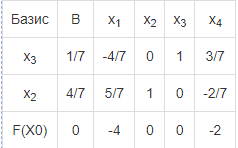 Базис B x1 x2 x3 x4
x3 1/7 -4/7 0 1 3/7
x2 4/7 5/7 1 0 -2/7
F(X0) 0 -4 0 0 -2